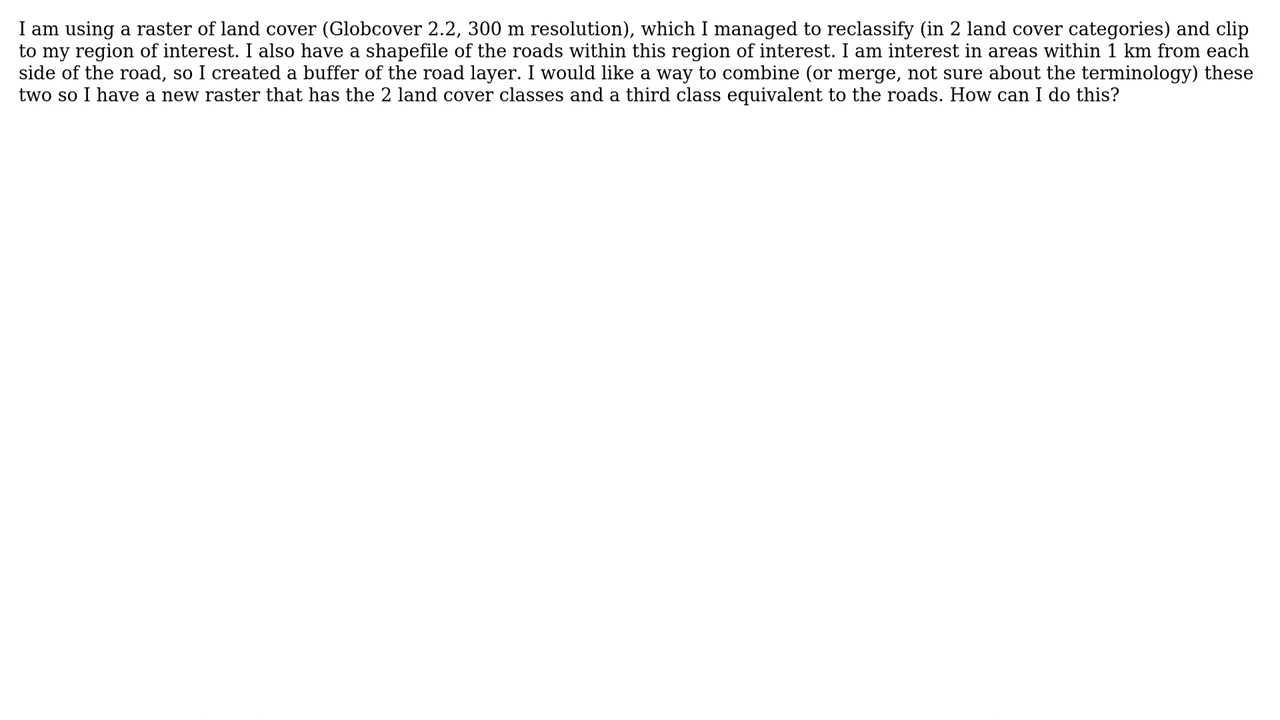 I am using a raster of land cover (Globcover 2.2, 300 m resolution), which I managed to reclassify (in 2 land cover categories) and clip
to my region of interest. I also have a shapefile of the roads within this region of interest. I am interest in areas within 1 km from each
side of the road, so I created a buffer of the road layer. I would like a way to combine (or merge, not sure about the terminology) these
two so I have a new raster that has the 2 land cover classes and a third class equivalent to the roads. How can I do this?